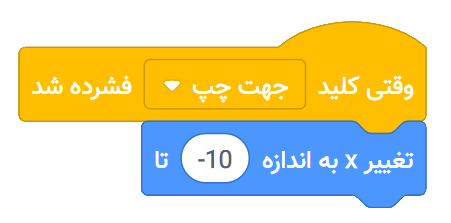 وقتی کلید جهت چپ فشرده شد
تغییر x به اندازه -10 تا